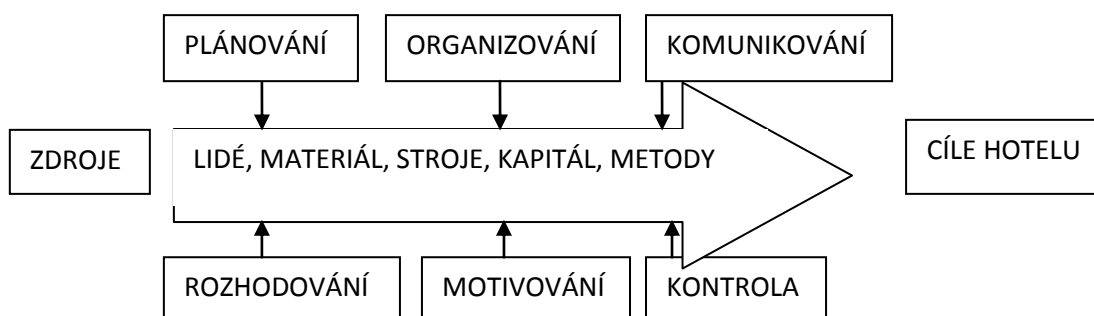 PLÁNOVÁNÍ
ORGANIZOVÁNÍ
KOMUNIKOVÁNÍ
ZDROJE
LIDÉ, MATERIÁL, STROJE, KAPITÁL, METODY
CÍLE HOTELU
ROZHODOVÁNÍ
MOTIVOVÁNÍ
KONTROLA